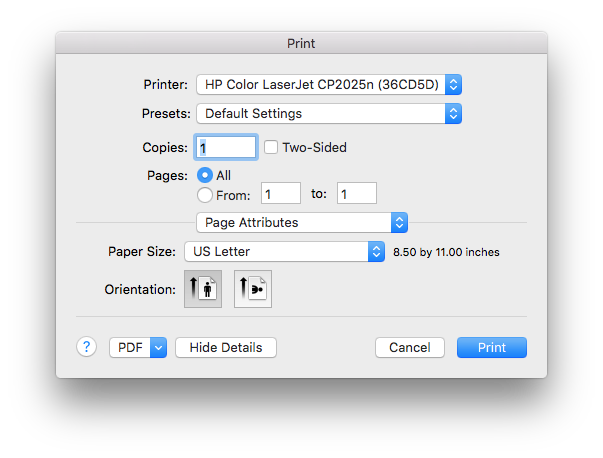 Print
Printer: HP Color LaserJet CP2025n (36CD5D)
Presets: Default Settings
Copies: 1 Two-Sided
Pages: All
From: 1 to: 1
Page Attributes
Paper Size: US Letter 8.50 by 11.00 inches
Orientation:
? PDF Hide Details Cancel Print